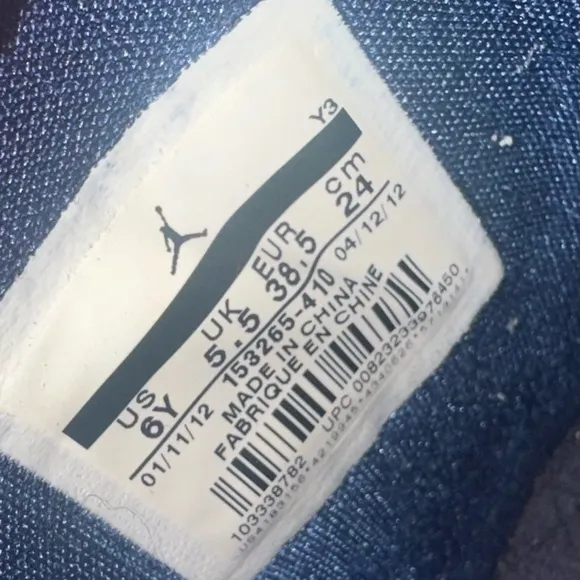 Y3
US UK EUR cm
6Y 5.5 38.5 24
01/11/12 153265-410 04/12/12
MADE IN CHINA
FABRIQUE EN CHINE
103338782 UPC 00823233976450